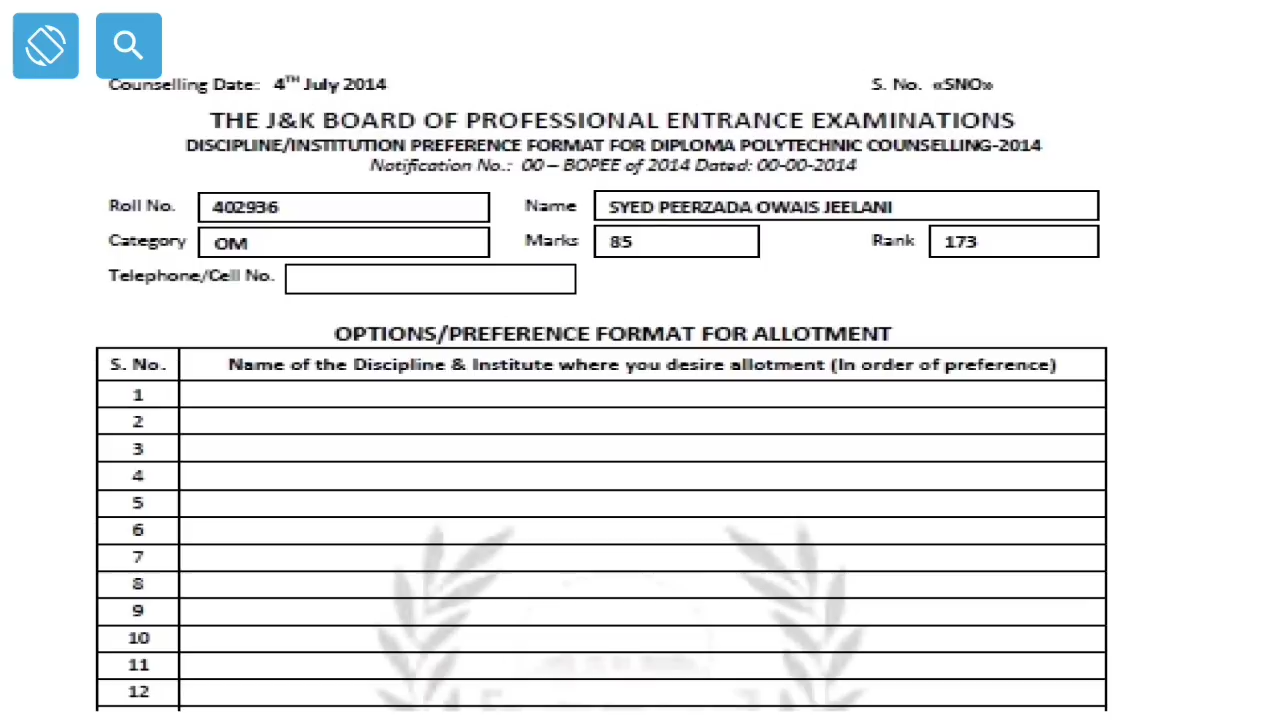 Counselling Date: 4TH July 2014 S. No. «SNO»
THE J&K BOARD OF PROFESSIONAL ENTRANCE EXAMINATIONS
DISCIPLINE/INSTITUTION PREFERENCE FORMAT FOR DIPLOMA POLYTECHNIC COUNSELLING-2014
Notification No.: 00 – BOPEE of 2014 Dated: 00-00-2014
Roll No. 402936 Name SYED PEERZADA OWAIS JEELANI
Category OM Marks 85 Rank 173
Telephone/Cell No.
OPTIONS/PREFERENCE FORMAT FOR ALLOTMENT
S. No. Name of the Discipline & Institute where you desire allotment (In order of preference)
1
2
3
4
5
6
7
8
9
10
11
12